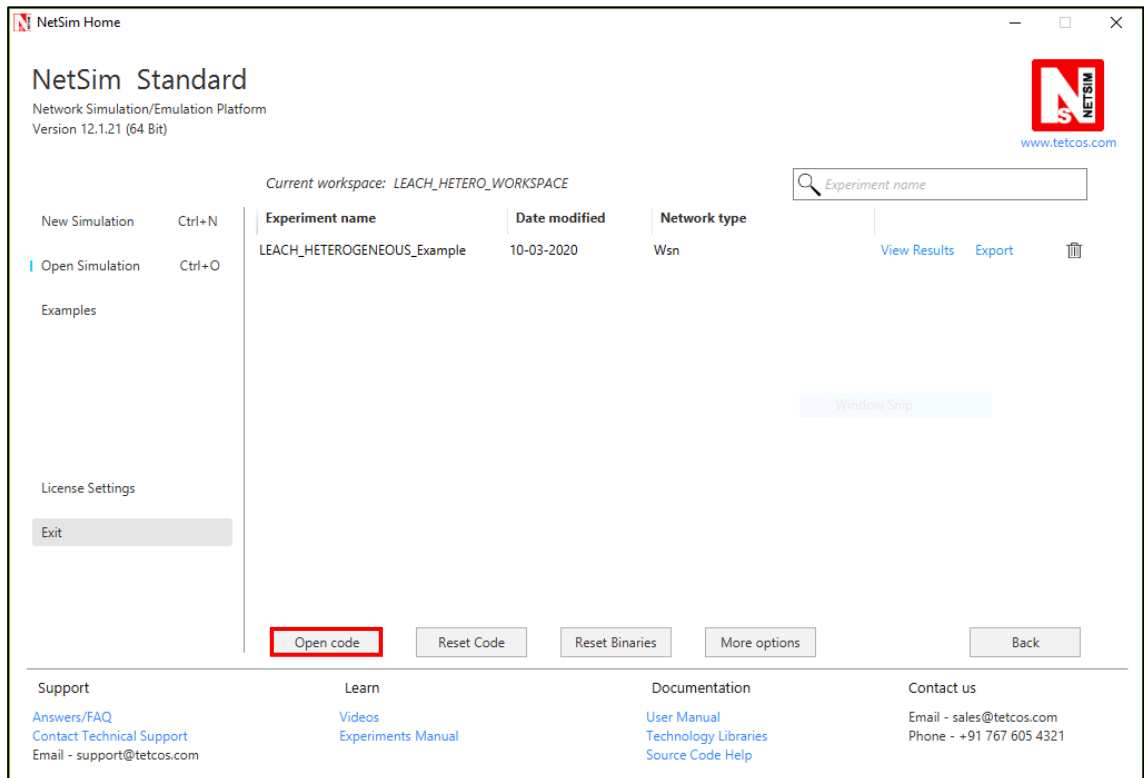 NetSim Home
NetSim Standard
Network Simulation/Emulation Platform
Version 12.1.21 (64 Bit)
NETSIM
www.tetcos.com
Current workspace: LEACH_HETERO_WORKSPACE
Experiment name
New Simulation Ctrl+N
Open Simulation Ctrl+O
Examples
License Settings
Exit
Experiment name Date modified Network type
LEACH_HETEROGENEOUS_Example 10-03-2020 Wsn View Results Export
Window Snip
Open code Reset Code Reset Binaries More options Back
Support
Answers/FAQ
Contact Technical Support
Email - support@tetcos.com
Learn
Videos
Experiments Manual
Documentation
User Manual
Technology Libraries
Source Code Help
Contact us
Email - sales@tetcos.com
Phone - +91 767 605 4321